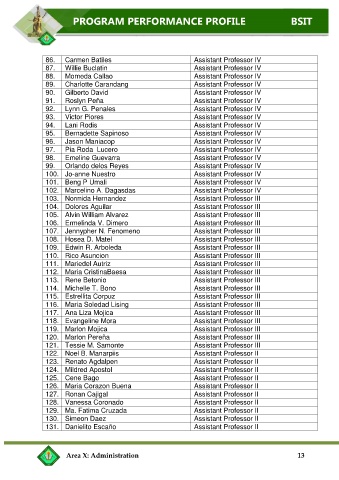 PROGRAM PERFORMANCE PROFILE BSIT
86. Carmen Batiles Assistant Professor IV
87. Willie Buclatin Assistant Professor IV
88. Momoda Callao Assistant Professor IV
89. Charlotte Carandang Assistant Professor IV
90. Gilberto David Assistant Professor IV
91. Roslyn Peña Assistant Professor IV
92. Lynn G. Penales Assistant Professor IV
93. Victor Piores Assistant Professor IV
94. Lani Rodis Assistant Professor IV
95. Bernadette Sapinoso Assistant Professor IV
96. Jason Maniacop Assistant Professor IV
97. Pia Roda Lucero Assistant Professor IV
98. Emeline Guevarra Assistant Professor IV
99. Orlando delos Reyes Assistant Professor IV
100. Jo-anne Nuestro Assistant Professor IV
101. Beng P Umali Assistant Professor IV
102. Marcelino A. Dagasdas Assistant Professor IV
103. Normida Hernandez Assistant Professor III
104. Dolores Aguilar Assistant Professor III
105. Alvin William Alvarez Assistant Professor III
106. Ermelinda V. Dimero Assistant Professor III
107. Jennypher N. Fenomeno Assistant Professor III
108. Hosea D. Matel Assistant Professor III
109. Edwin R. Arboleda Assistant Professor III
110. Rico Asuncion Assistant Professor III
111. Mariedel Autriz Assistant Professor III
112. Maria CristinaBaesa Assistant Professor III
113. Rene Betonio Assistant Professor III
114. Michelle T. Bono Assistant Professor III
115. Estrellita Corpuz Assistant Professor III
116. Maria Soledad Lising Assistant Professor III
117. Ana Liza Mojica Assistant Professor III
118. Evangeline Mora Assistant Professor III
119. Marlon Mojica Assistant Professor III
120. Marlon Pereña Assistant Professor III
121. Tessie M. Samonte Assistant Professor III
122. Noel B. Manarpiis Assistant Professor II
123. Renato Agdalpen Assistant Professor II
124. Mildred Apostol Assistant Professor II
125. Cene Bago Assistant Professor II
126. Maria Corazon Buena Assistant Professor II
127. Ronan Cajigal Assistant Professor II
128. Vanessa Coronado Assistant Professor II
129. Ma. Fatima Cruzada Assistant Professor II
130. Simeon Daez Assistant Professor II
131. Danielito Escaño Assistant Professor II
Area X: Administration 13